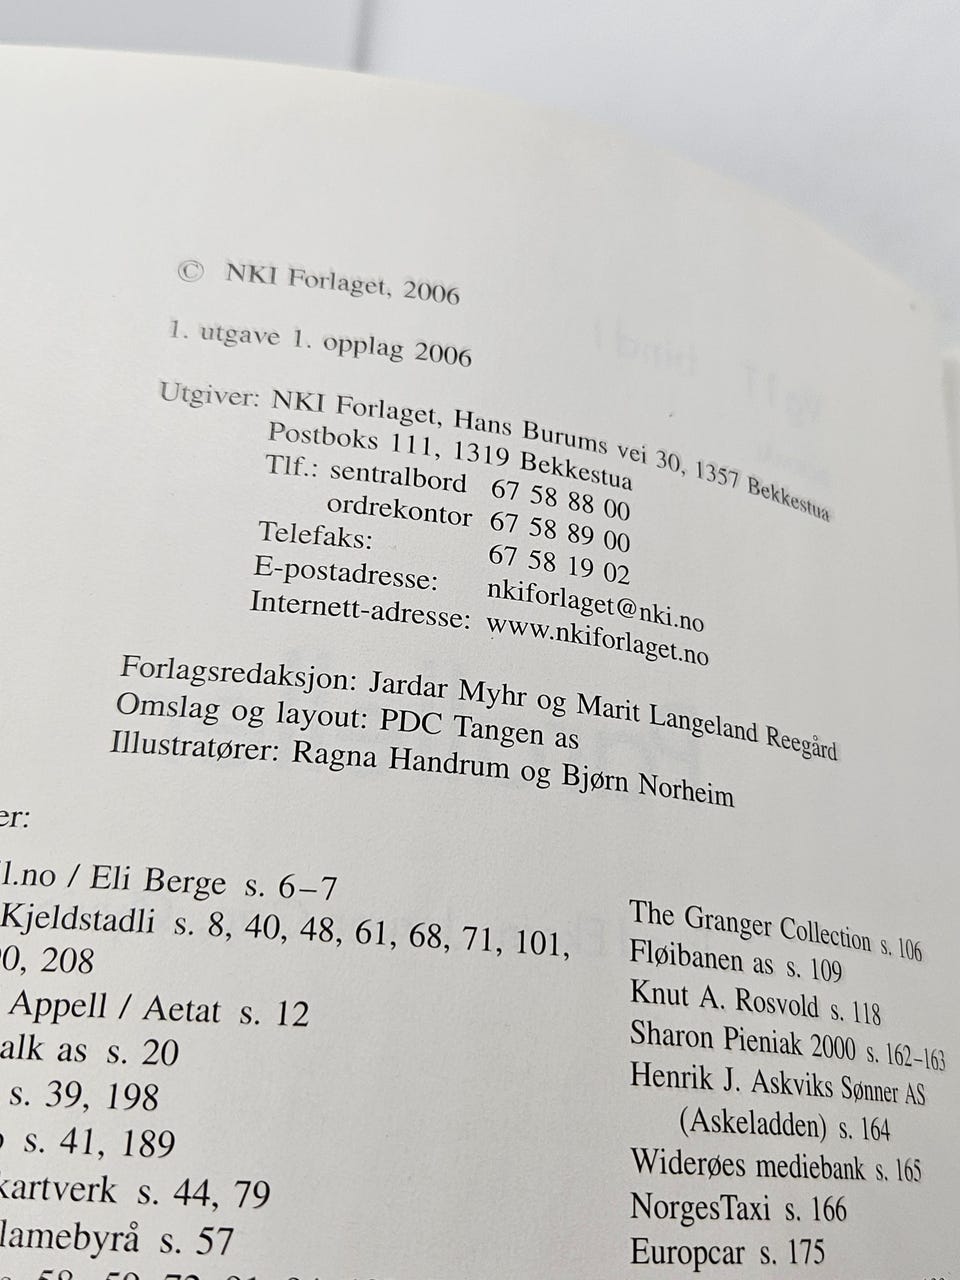 © NKI Forlaget, 2006
1. utgave 1. opplag 2006
Utgiver: NKI Forlaget, Hans Burums vei 30, 1357 Bekkestua
Postboks 111, 1319 Bekkestua
Tlf.: sentralbord 67 58 88 00
ordrekontor 67 58 89 00
Telefaks: 67 58 19 02
E-postadresse: nkiforlaget@nki.no
Internett-adresse: www.nkiforlaget.no
Forlagsredaksjon: Jardar Myhr og Marit Langeland Reegård
Omslag og layout: PDC Tangen as
Illustratører: Ragna Handrum og Bjørn Norheim
er:
l.no / Eli Berge s. 6–7
Kjeldstadli s. 8, 40, 48, 61, 68, 71, 101,
0, 208
Appell / Aetat s. 12
alk as s. 20
s. 39, 198
s. 41, 189
kartverk s. 44, 79
lamebyrå s. 57
The Granger Collection s. 106
Fløibanen as s. 109
Knut A. Rosvold s. 118
Sharon Pieniak 2000 s. 162–163
Henrik J. Askviks Sønner AS
(Askeladden) s. 164
Widerøes mediebank s. 165
NorgesTaxi s. 166
Europcar s. 175